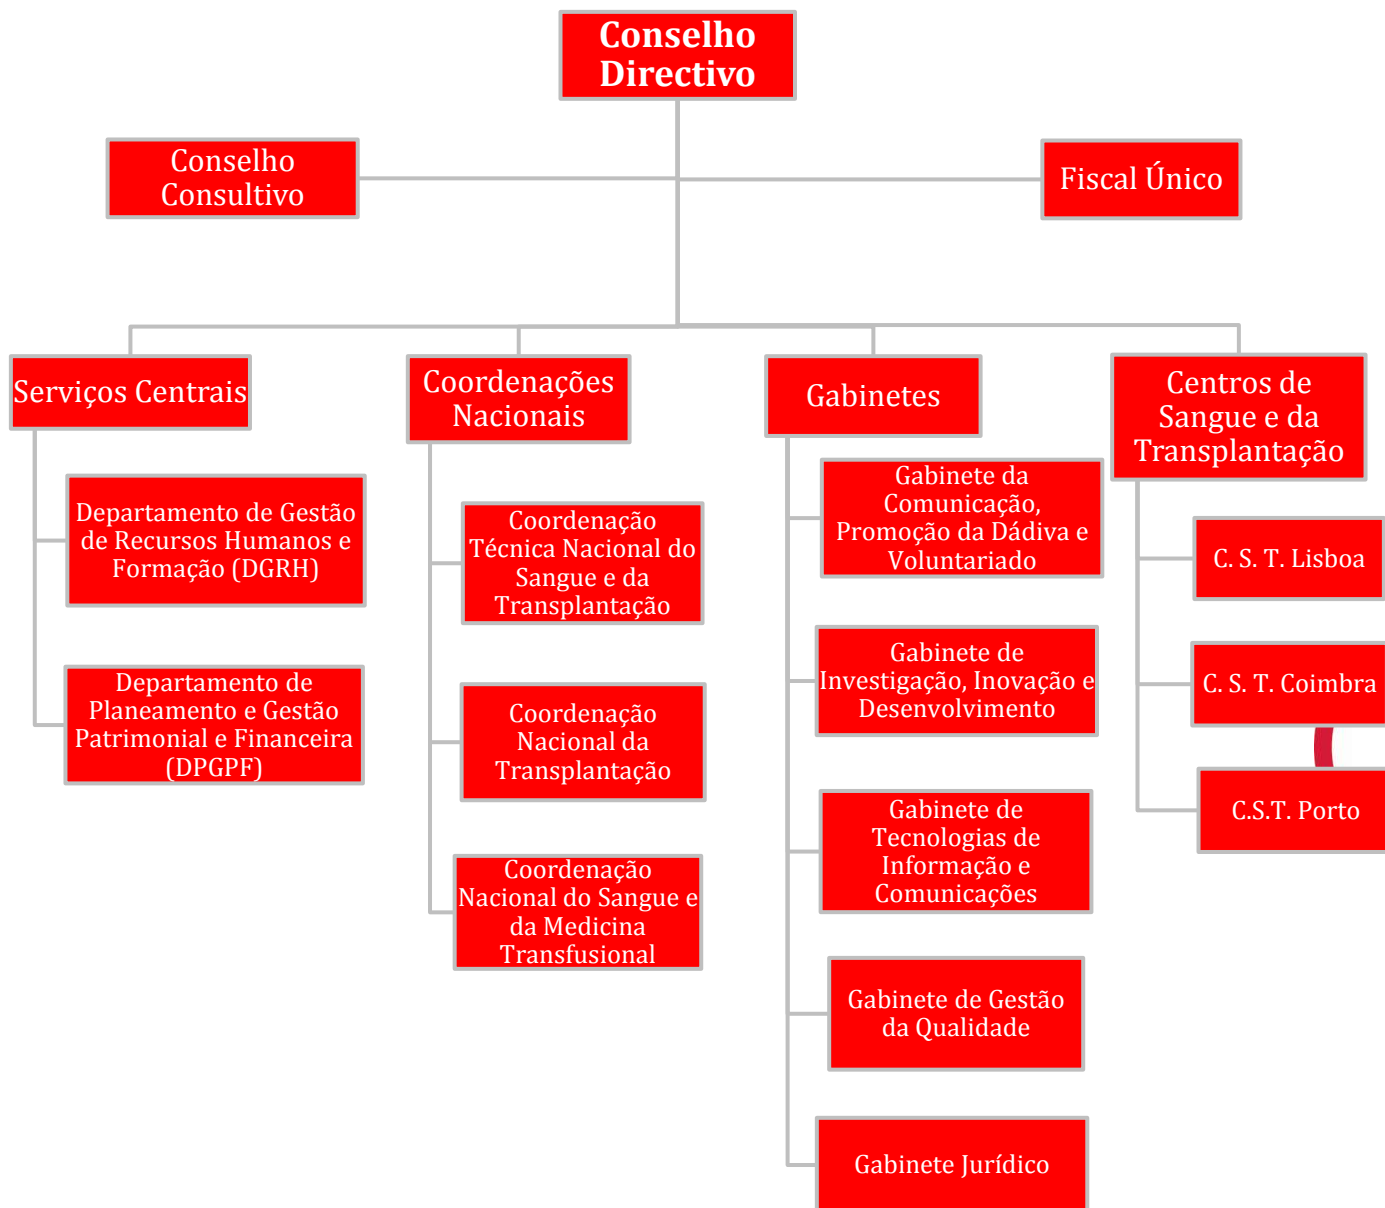 Conselho
Directivo
Conselho
Consultivo
Fiscal Único
Serviços Centrais
Departamento de Gestão
de Recursos Humanos e
Formação (DGRH)
Departamento de
Planeamento e Gestão
Patrimonial e Financeira
(DPGPF)
Coordenações
Nacionais
Coordenação
Técnica Nacional do
Sangue e da
Transplantação
Coordenação
Nacional da
Transplantação
Coordenação
Nacional do Sangue e
da Medicina
Transfusional
Gabinetes
Gabinete da
Comunicação,
Promoção da Dádiva e
Voluntariado
Gabinete de
Investigação, Inovação e
Desenvolvimento
Gabinete de
Tecnologias de
Informação e
Comunicações
Gabinete de Gestão
da Qualidade
Gabinete Jurídico
Centros de
Sangue e da
Transplantação
C. S. T. Lisboa
C. S. T. Coimbra
C.S.T. Porto